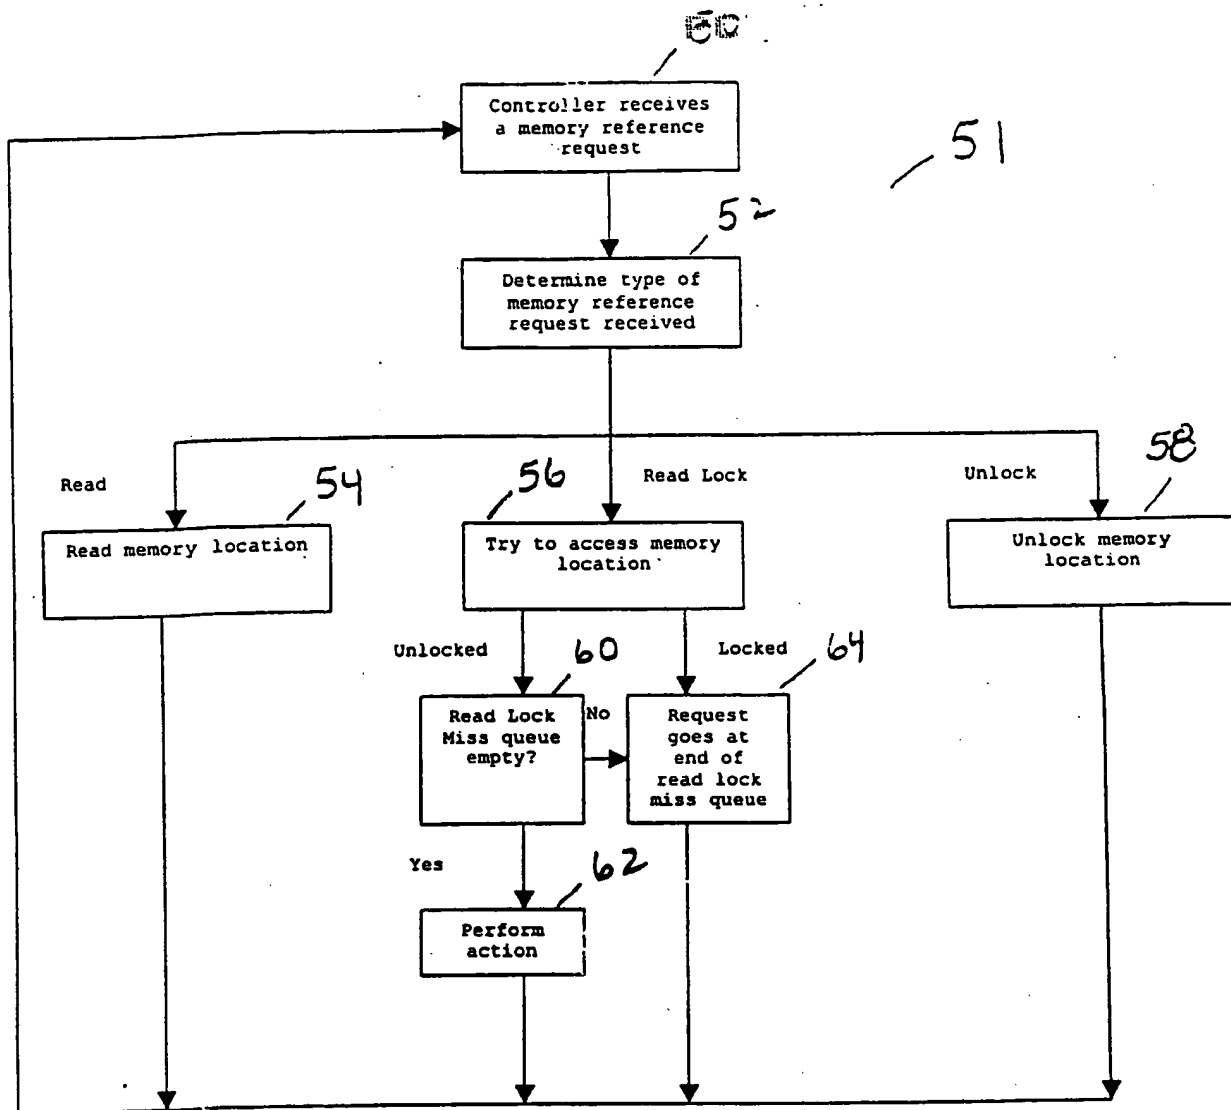 Controller receives
a memory reference
request
51
52
Determine type of
memory reference
request received
Read
54
56
Read Lock
Unlock
58
Read memory location
Try to access memory
location
Unlock memory
location
Unlocked
60
Locked
64
Read Lock
Miss queue
empty?
No
Request
goes at
end of
read lock
miss queue
Yes
62
Perform
action